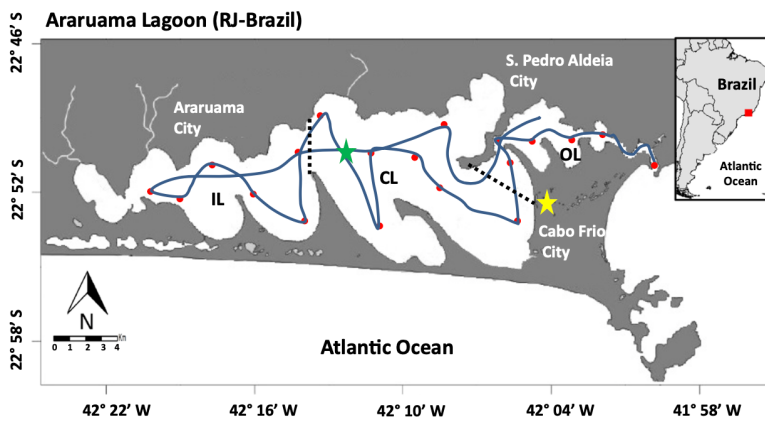 Araruama Lagoon (RJ-Brazil)
22° 46' S
22° 52' S
22° 58' S
Araruama
City
S. Pedro Aldeia
City
Brazil
Atlantic
Ocean
IL
CL
OL
Cabo Frio
City
N
0 1 2 3 4 Km
Atlantic Ocean
42° 22' W
42° 16' W
42° 10' W
42° 04' W
41° 58' W